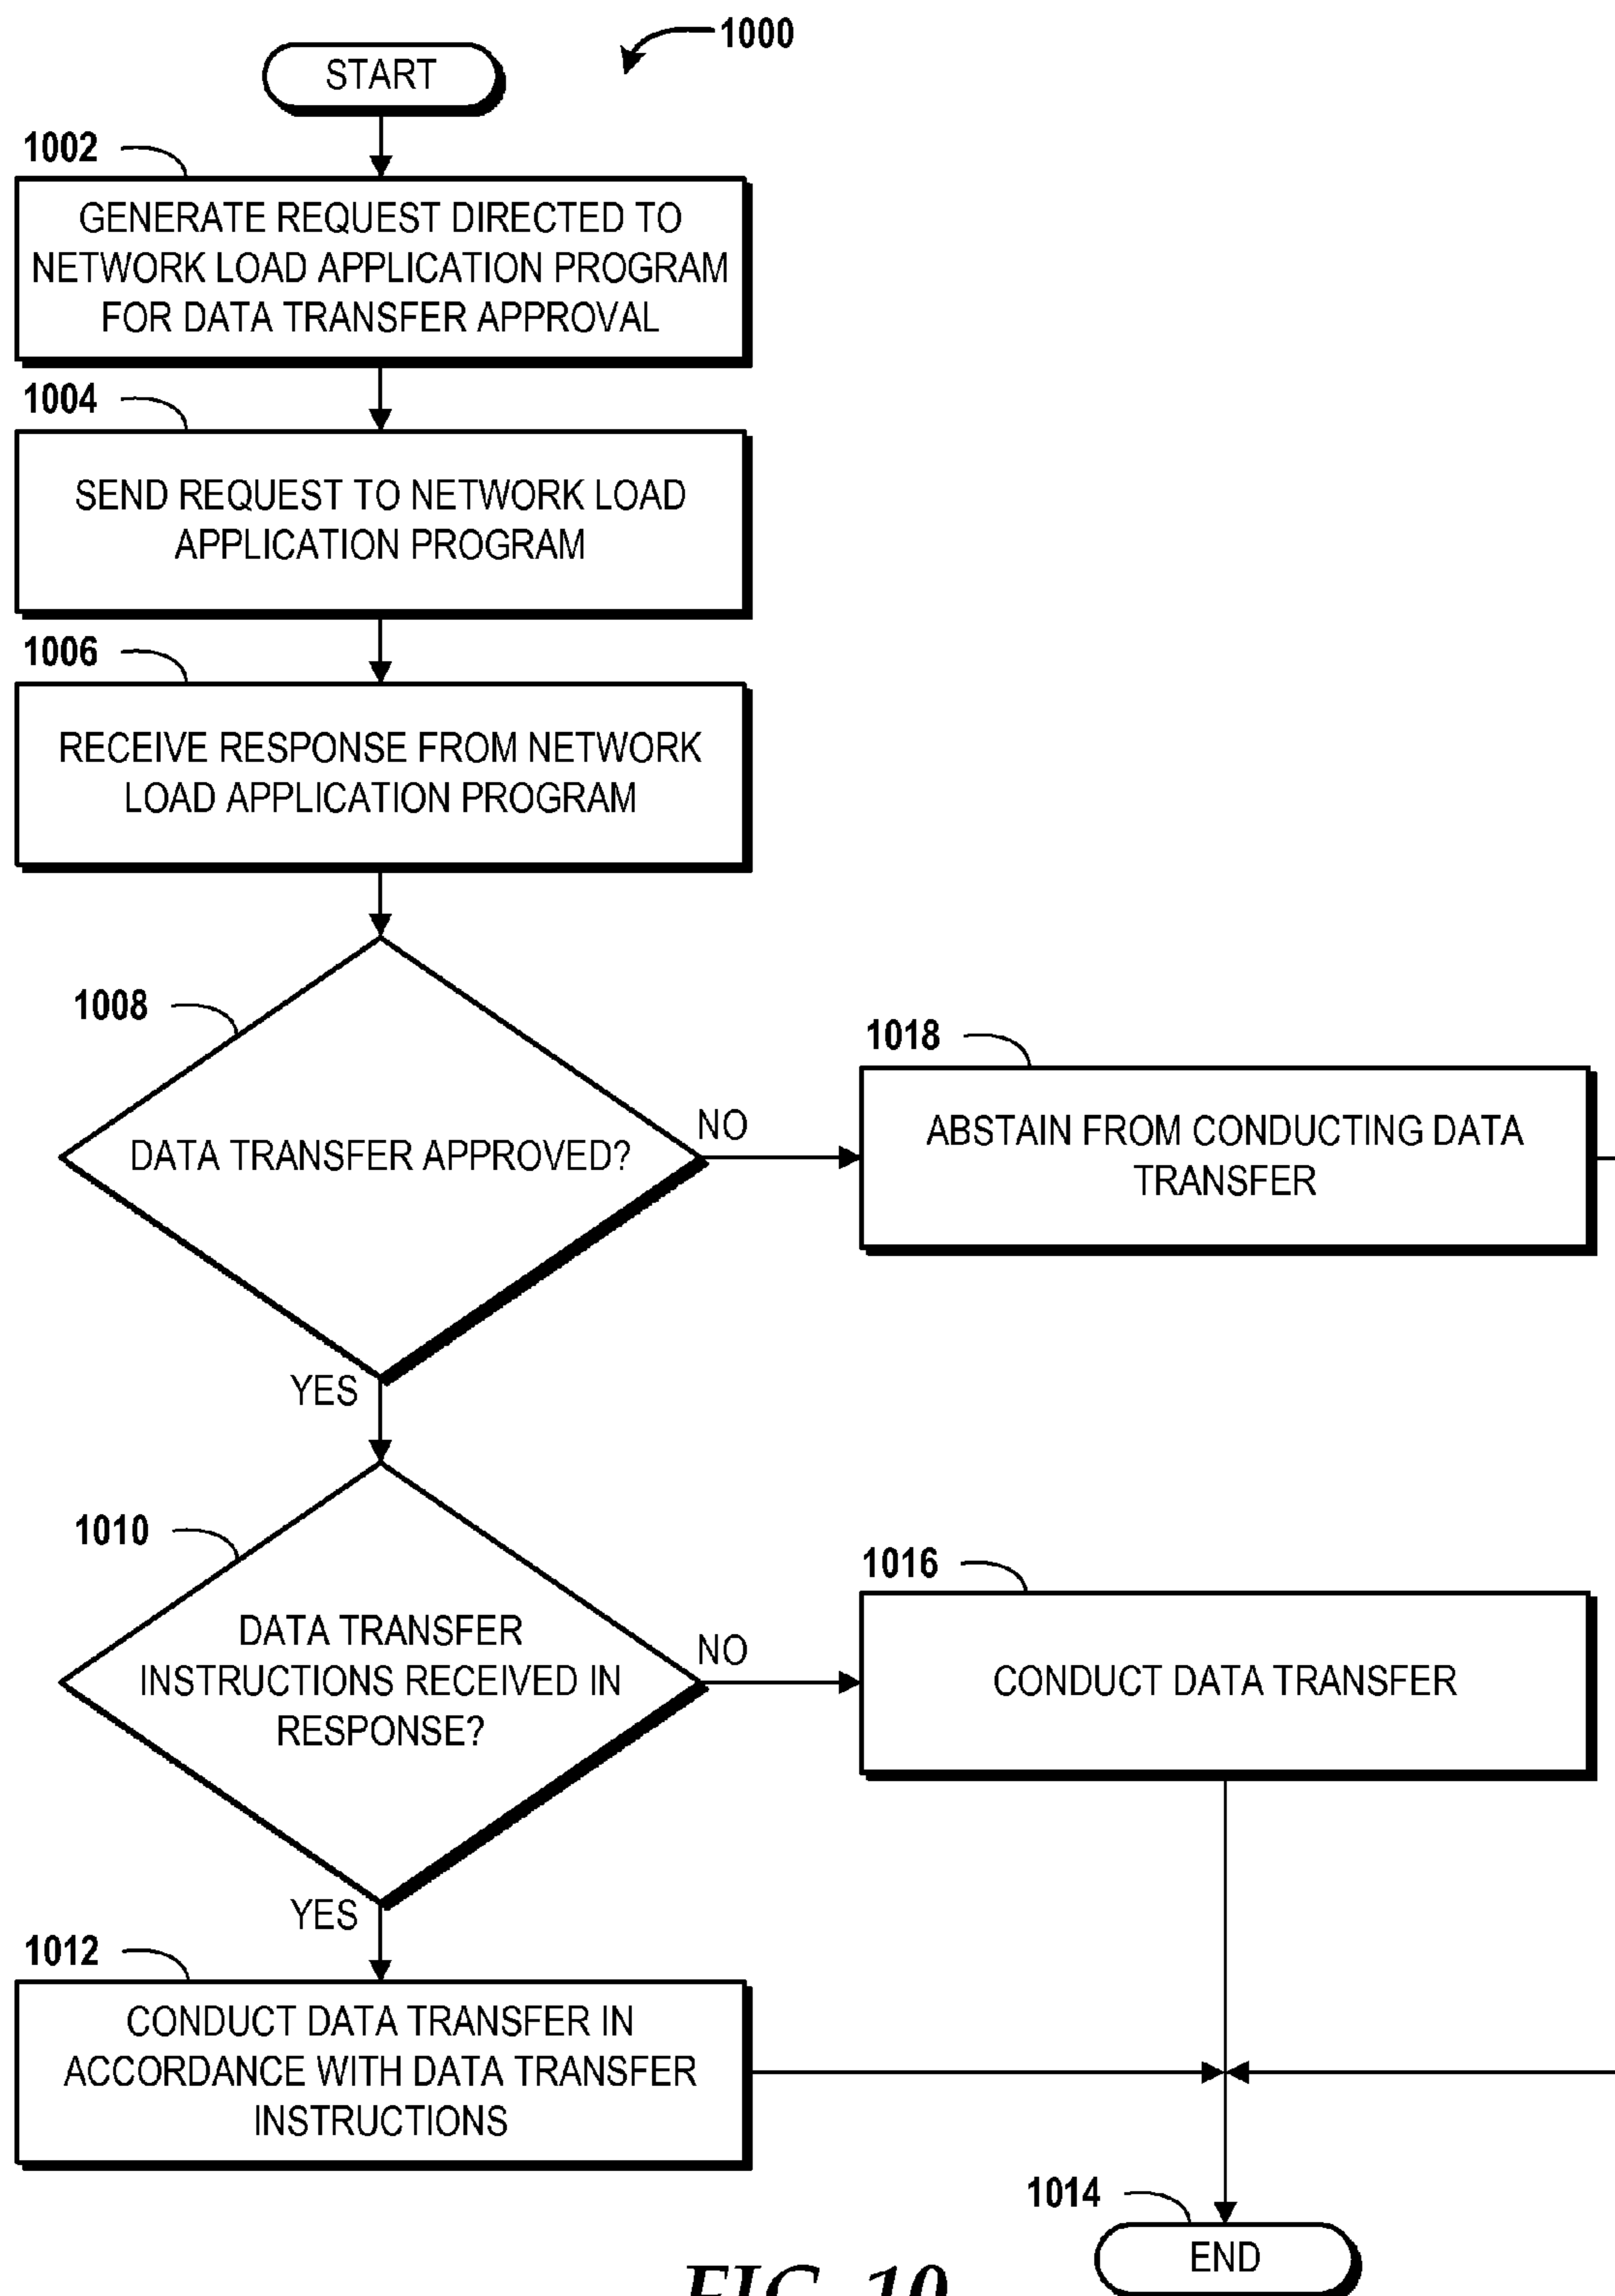 1000
START
1002
GENERATE REQUEST DIRECTED TO
NETWORK LOAD APPLICATION PROGRAM
FOR DATA TRANSFER APPROVAL
1004
SEND REQUEST TO NETWORK LOAD
APPLICATION PROGRAM
1006
RECEIVE RESPONSE FROM NETWORK
LOAD APPLICATION PROGRAM
1008
DATA TRANSFER APPROVED?
NO
1018
ABSTAIN FROM CONDUCTING DATA
TRANSFER
YES
1010
DATA TRANSFER
INSTRUCTIONS RECEIVED IN
RESPONSE?
NO
1016
CONDUCT DATA TRANSFER
YES
1012
CONDUCT DATA TRANSFER IN
ACCORDANCE WITH DATA TRANSFER
INSTRUCTIONS
1014
END
FIG. 10